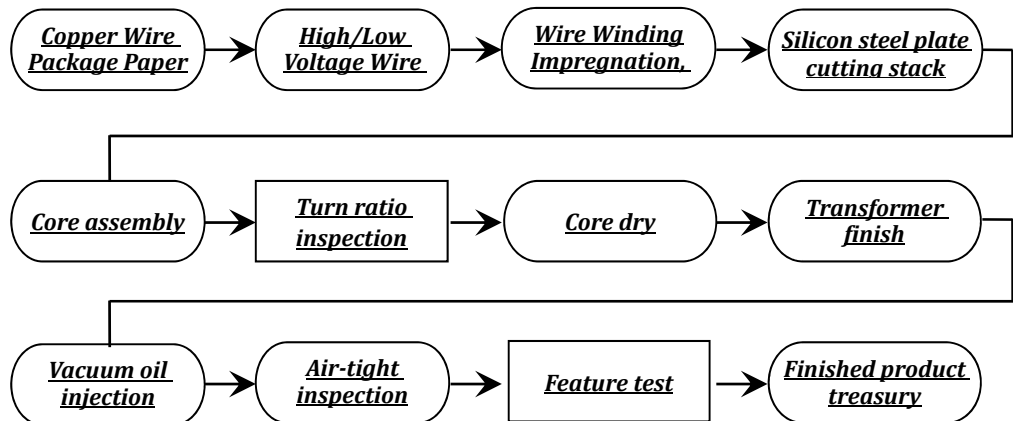 Copper Wire
Package Paper
High/Low
Voltage Wire
Wire Winding
Impregnation,
Silicon steel plate
cutting stack
Core assembly
Turn ratio
inspection
Core dry
Transformer
finish
Vacuum oil
injection
Air-tight
inspection
Feature test
Finished product
treasury